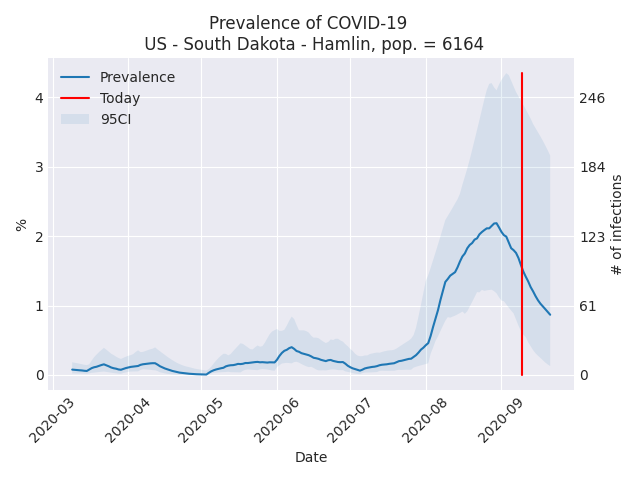 Prevalence of COVID-19
US - South Dakota - Hamlin, pop. = 6164
Prevalence
Today
95CI
4
3
2
1
0
%
246
184
123
61
0
# of infections
2020-03
2020-04
2020-05
2020-06
2020-07
2020-08
2020-09
Date